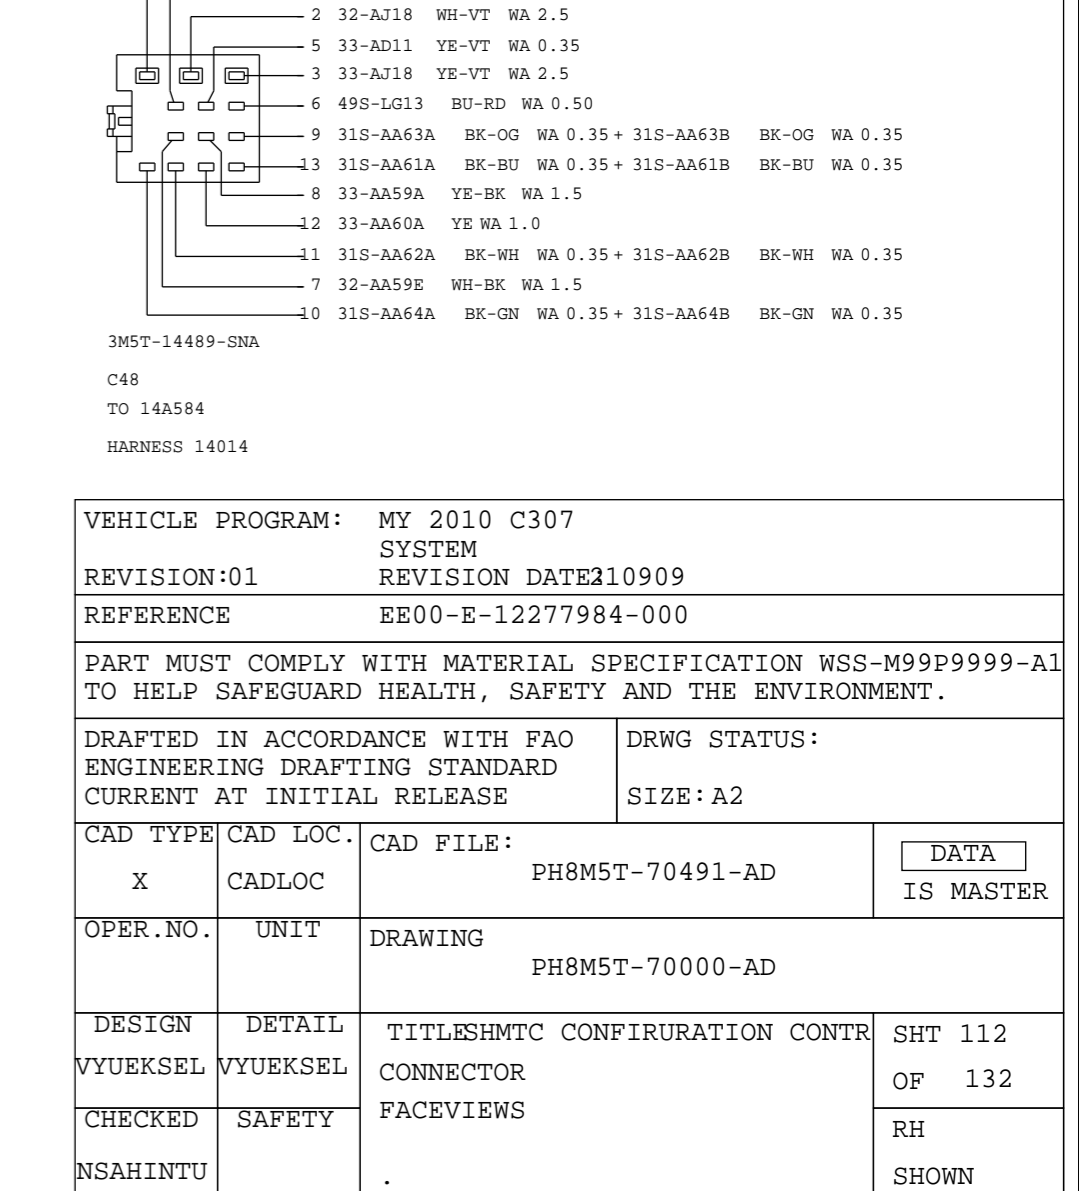 2 32-AJ18 WH-VT WA 2.5
5 33-AD11 YE-VT WA 0.35
3 33-AJ18 YE-VT WA 2.5
6 49S-LG13 BU-RD WA 0.50
9 31S-AA63A BK-OG WA 0.35 + 31S-AA63B BK-OG WA 0.35
13 31S-AA61A BK-BU WA 0.35 + 31S-AA61B BK-BU WA 0.35
8 33-AA59A YE-BK WA 1.5
12 33-AA60A YE WA 1.0
11 31S-AA62A BK-WH WA 0.35 + 31S-AA62B BK-WH WA 0.35
7 32-AA59E WH-BK WA 1.5
10 31S-AA64A BK-GN WA 0.35 + 31S-AA64B BK-GN WA 0.35
3M5T-14489-SNA
C48
TO 14A584
HARNESS 14014
VEHICLE PROGRAM: MY 2010 C307
SYSTEM
REVISION:01 REVISION DATE:210909
REFERENCE EE00-E-12277984-000
PART MUST COMPLY WITH MATERIAL SPECIFICATION WSS-M99P9999-A1
TO HELP SAFEGUARD HEALTH, SAFETY AND THE ENVIRONMENT.
DRAFTED IN ACCORDANCE WITH FAO
ENGINEERING DRAFTING STANDARD
CURRENT AT INITIAL RELEASE
DRWG STATUS:
SIZE: A2
CAD TYPE
X
CAD LOC.
CADLOC
CAD FILE:
PH8M5T-70491-AD
DATA
IS MASTER
OPER.NO.
UNIT
DRAWING
PH8M5T-70000-AD
DESIGN
VYUEKSEL
DETAIL
VYUEKSEL
TITLE:SHMTC CONFIRURATION CONTR
CONNECTOR
FACEVIEWS
.
SHT 112
OF 132
CHECKED
NSAHINTU
SAFETY
RH
SHOWN